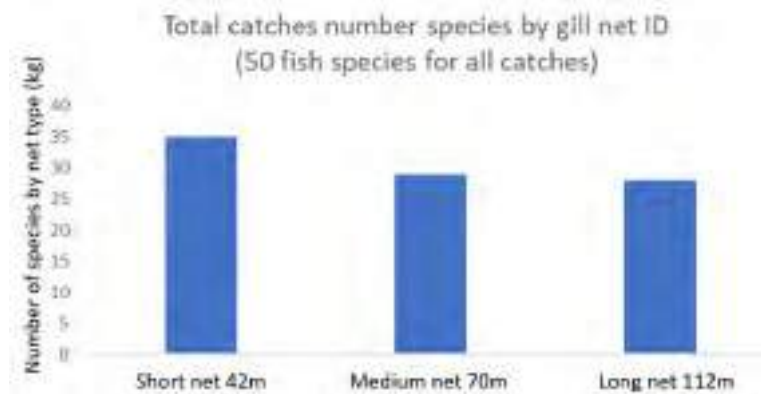 Total catches number species by gill net ID
(50 fish species for all catches)
Number of species by net type (kg)
40
35
30
25
20
15
10
5
0
Short net 42m
Medium net 70m
Long net 112m